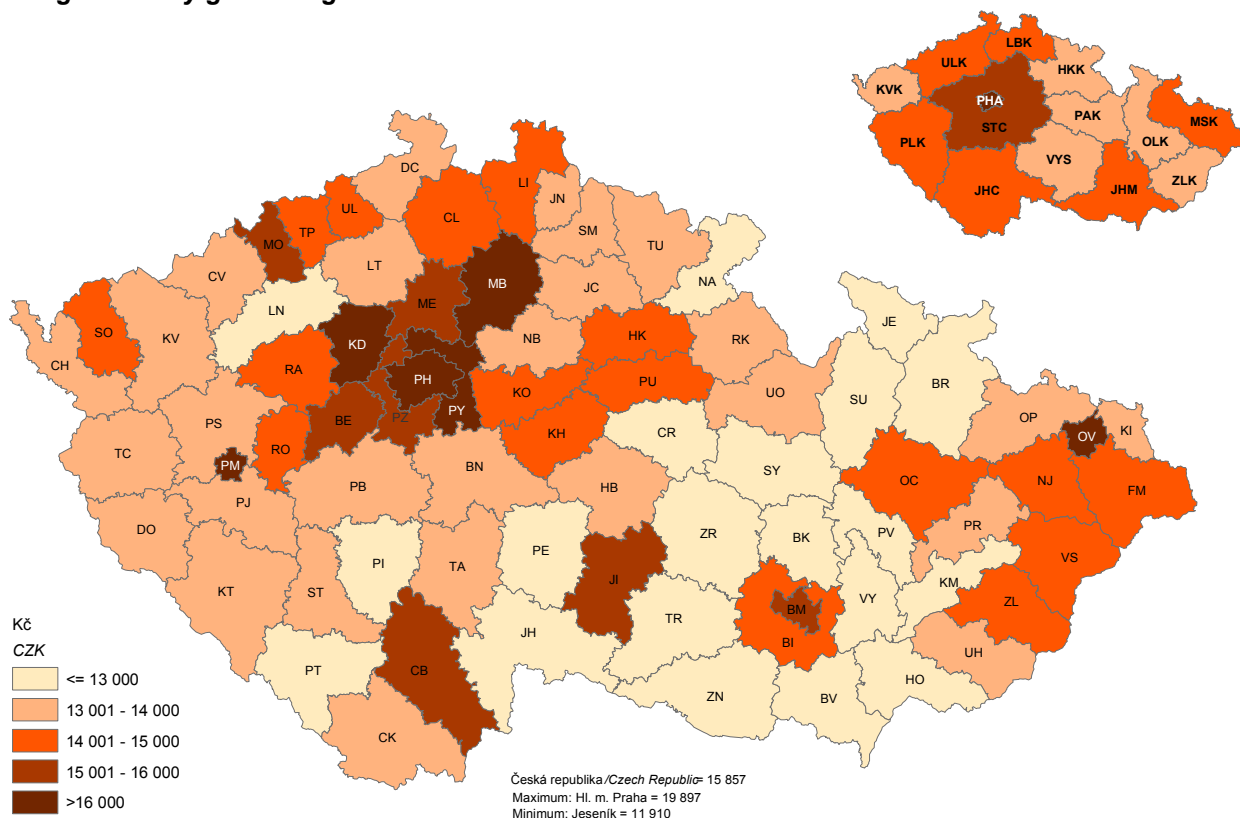 LBK
ULK
HKK
KVK
PHA
PAK
MSK
STC
PLK
OLK
VYS
ZLK
JHC
JHM
DC
LI
JN
UL
CL
TP
SM
TU
MO
LT
CV
MB
JC
NA
ME
LN
SO
KV
NB
HK
RK
JE
KD
CH
RA
PH
KO
PU
BR
UO
SU
PS
BE
PZ
PY
OP
KI
OV
TC
RO
KH
CR
PM
BN
SY
PB
HB
OC
NJ
FM
PJ
DO
PR
ZR
BK
PV
VS
PE
PI
TA
KM
KT
ST
JI
VY
ZL
BM
TR
JH
BI
UH
PT
CB
HO
ZN
BV
CK
Kč
CZK
<= 13 000
13 001 - 14 000
14 001 - 15 000
15 001 - 16 000
>16 000
Česká republika/Czech Republic= 15 857
Maximum: Hl. m. Praha = 19 897
Minimum: Jeseník = 11 910